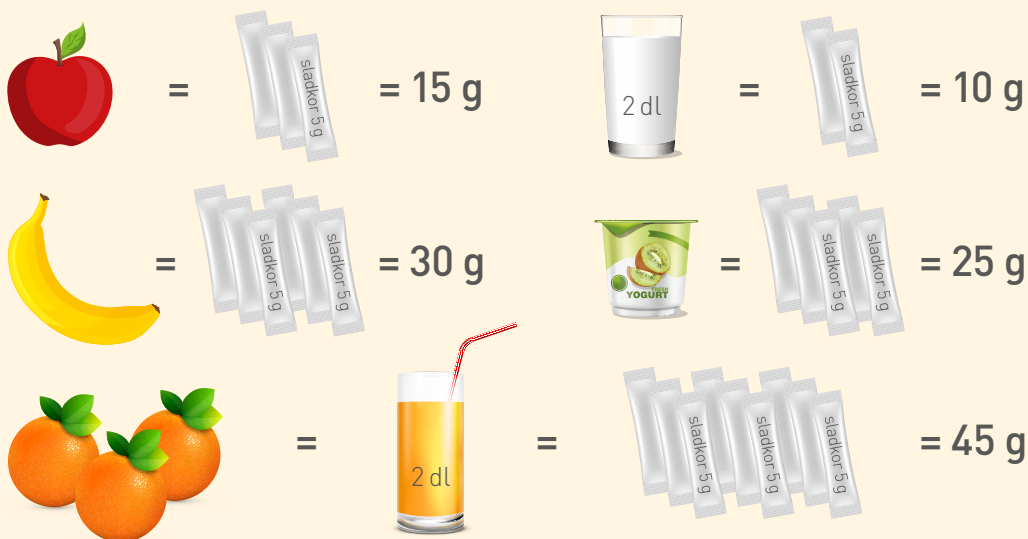 = sladkor 5 g = 15 g
2 dl = sladkor 5 g = 10 g
= sladkor 5 g sladkor 5 g = 30 g
FRESH
YOGURT
= sladkor 5 g sladkor 5 g = 25 g
= 2 dl = sladkor 5 g sladkor 5 g sladkor 5 g = 45 g